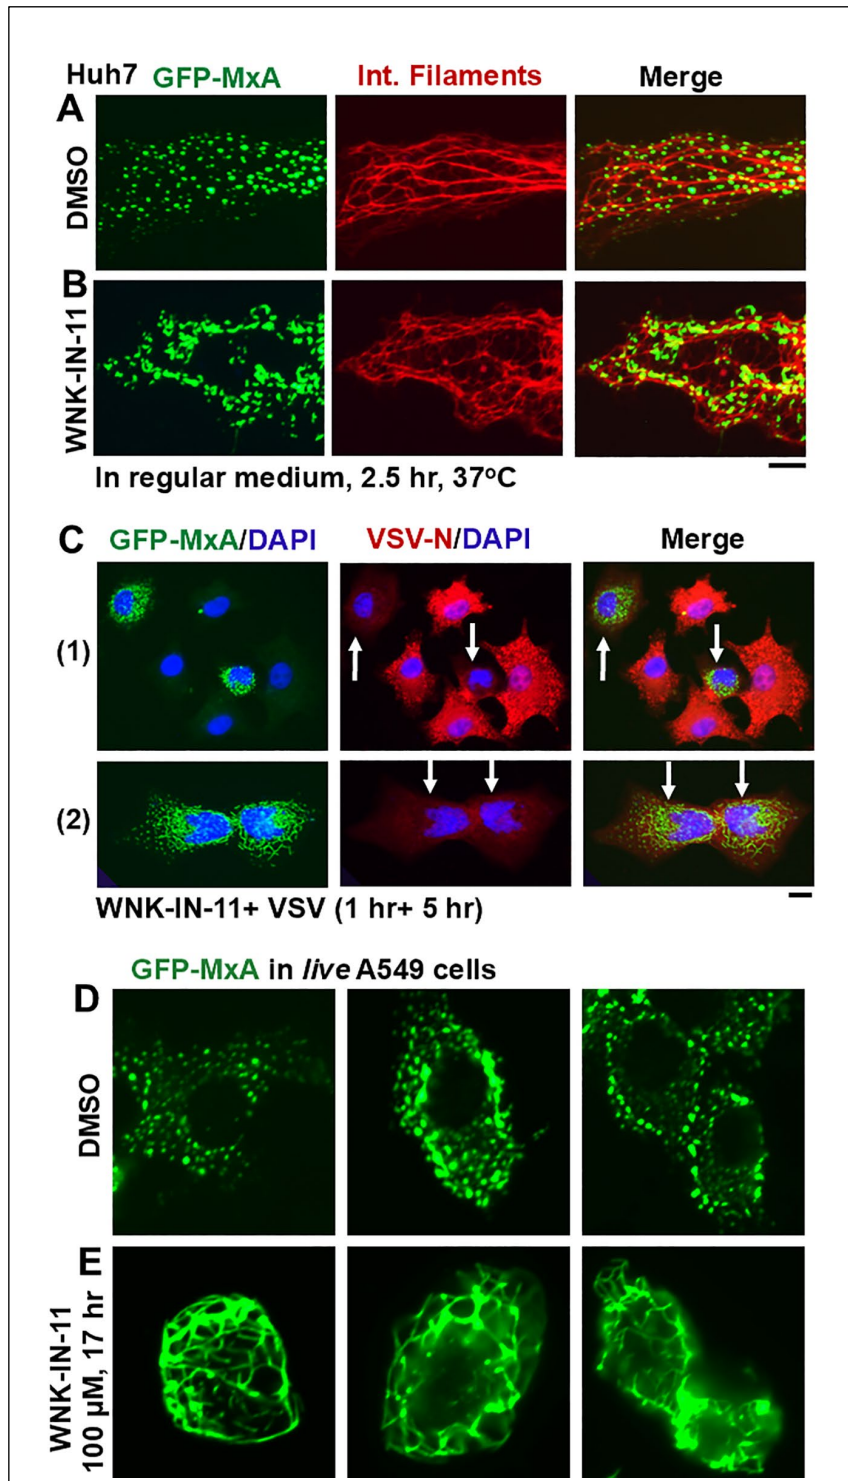 Huh7 GFP-MxA Int. Filaments Merge
A
DMSO
B
WNK-IN-11
In regular medium, 2.5 hr, 37°C
C GFP-MxA/DAPI VSV-N/DAPI Merge
(1)
(2)
WNK-IN-11+ VSV (1 hr+ 5 hr)
GFP-MxA in live A549 cells
D
DMSO
E
WNK-IN-11
100 µM, 17 hr